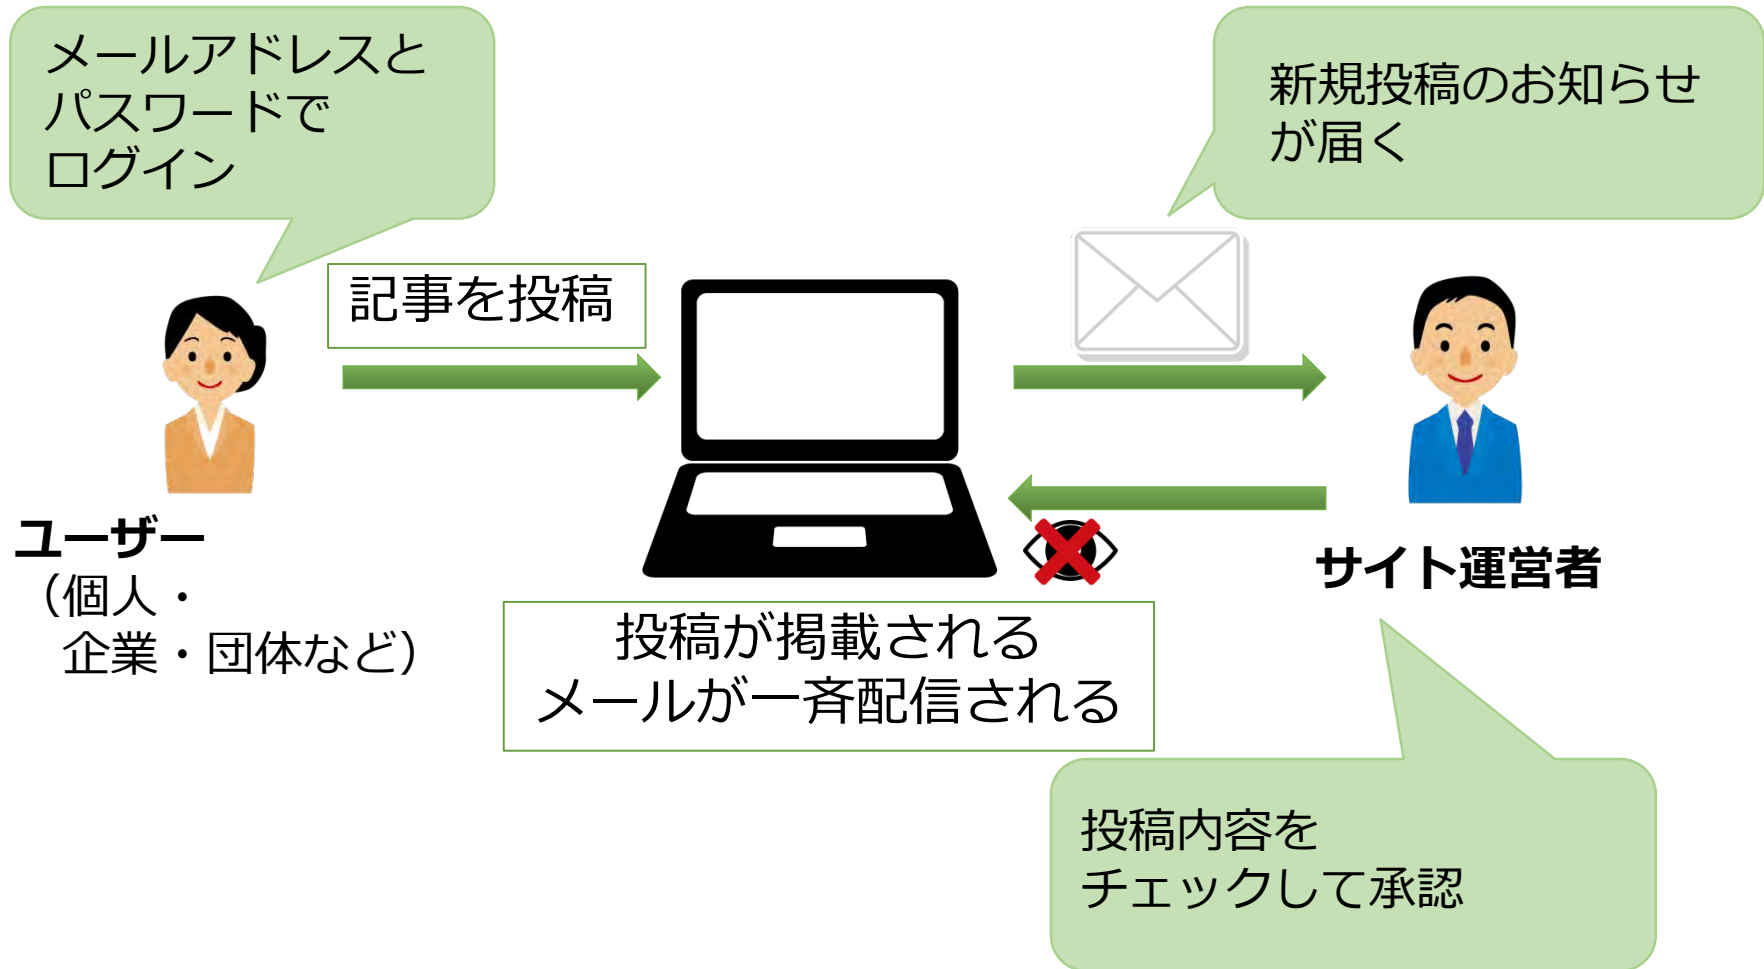 メールアドレスと
パスワードで
ログイン
新規投稿のお知らせ
が届く
記事を投稿
ユーザー
（個人・
企業・団体など）
サイト運営者
投稿が掲載される
メールが一斉配信される
投稿内容を
チェックして承認